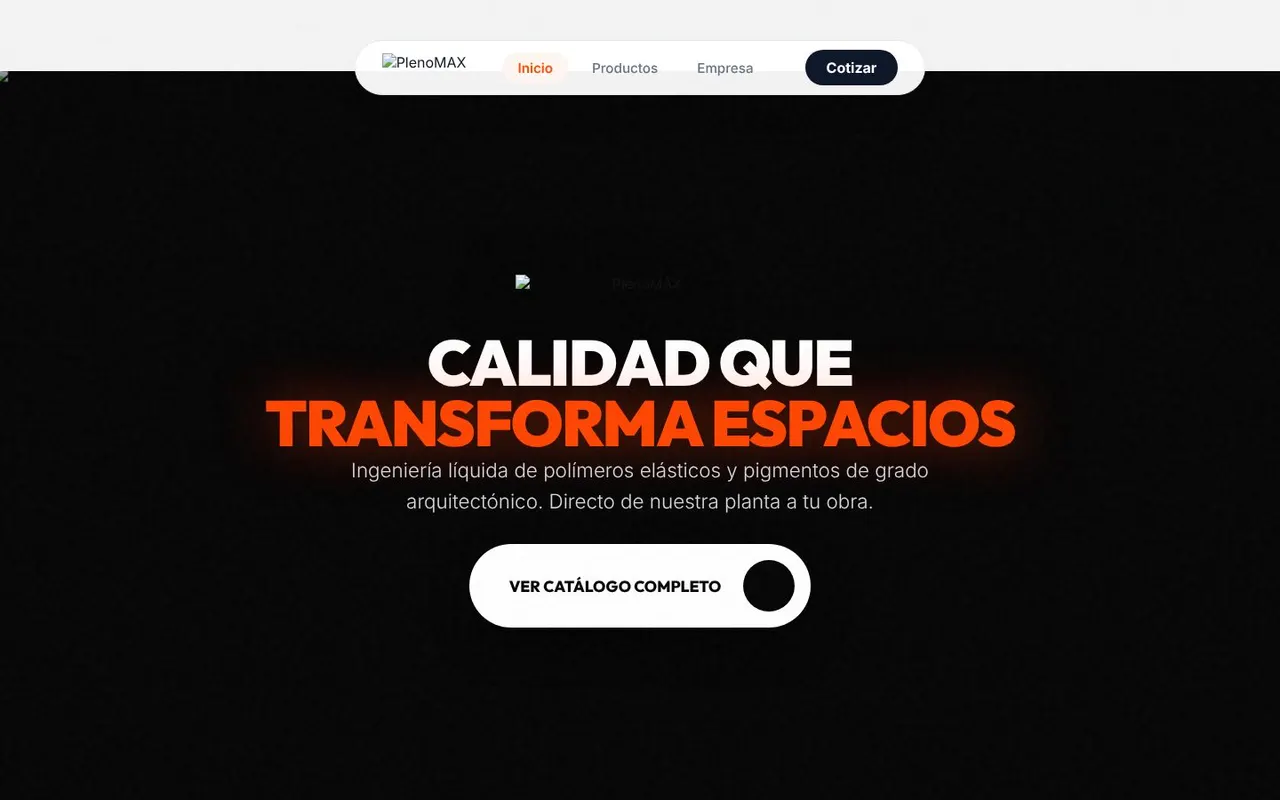 PlenoMAX
Inicio
Productos
Empresa
Cotizar
PlenoMAX
CALIDAD QUE
TRANSFORMA ESPACIOS
Ingeniería líquida de polímeros elásticos y pigmentos de grado
arquitectónico. Directo de nuestra planta a tu obra.
VER CATÁLOGO COMPLETO